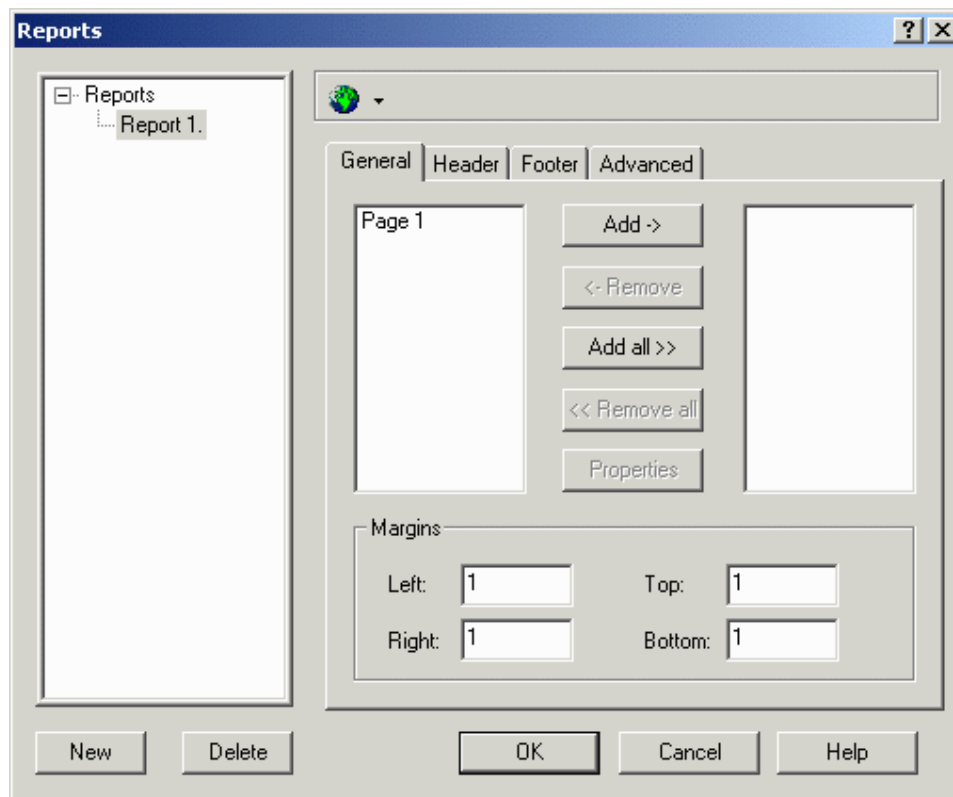 Reports
Reports
Report 1.
General Header Footer Advanced
Page 1
Add ->
<- Remove
Add all >>
<< Remove all
Properties
Margins
Left: 1 Top: 1
Right: 1 Bottom: 1
New Delete OK Cancel Help